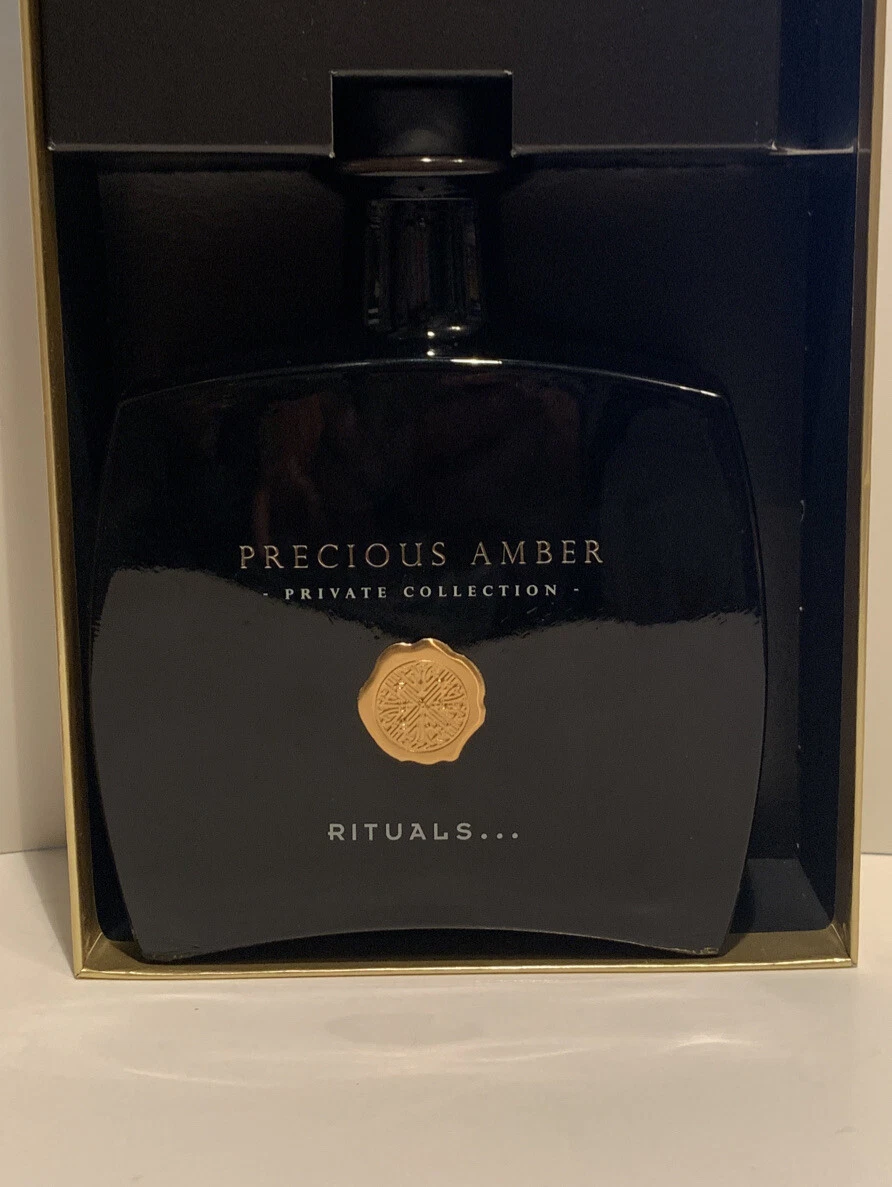 PRECIOUS AMBER
- PRIVATE COLLECTION -
RITUALS...